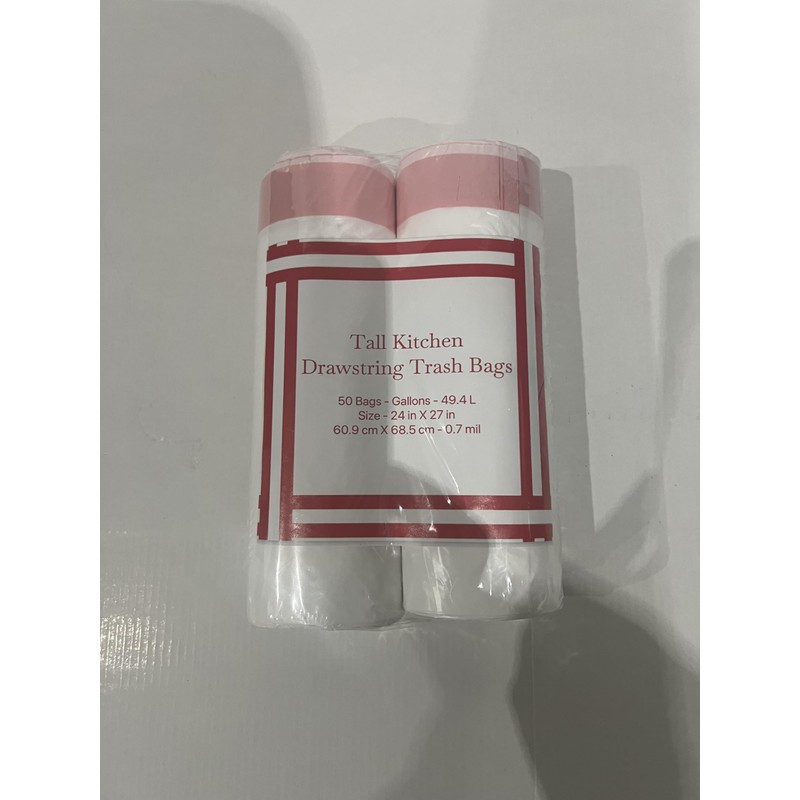 Tall Kitchen
Drawstring Trash Bags
50 Bags - Gallons - 49.4 L
Size - 24 in X 27 in
60.9 cm X 68.5 cm - 0.7 mil